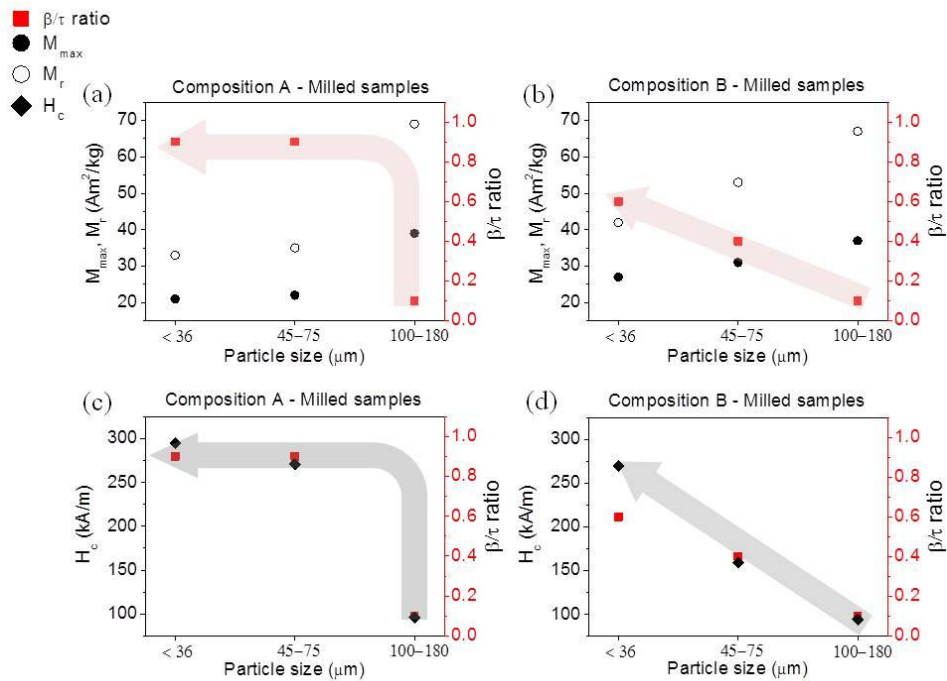 β/τ ratio
M_max
M_r
H_c
(a)
Composition A - Milled samples
70
60
50
40
30
20
M_max, M_r (Am²/kg)
1.0
0.8
0.6
0.4
0.2
0.0
β/τ ratio
< 36
45–75
100–180
Particle size (μm)
(b)
Composition B - Milled samples
70
60
50
40
30
20
M_max, M_r (Am²/kg)
1.0
0.8
0.6
0.4
0.2
0.0
β/τ ratio
< 36
45–75
100–180
Particle size (μm)
(c)
Composition A - Milled samples
300
250
200
150
100
H_c (kA/m)
1.0
0.8
0.6
0.4
0.2
0.0
β/τ ratio
< 36
45–75
100–180
Particle size (μm)
(d)
Composition B - Milled samples
300
250
200
150
100
H_c (kA/m)
1.0
0.8
0.6
0.4
0.2
0.0
β/τ ratio
< 36
45–75
100–180
Particle size (μm)